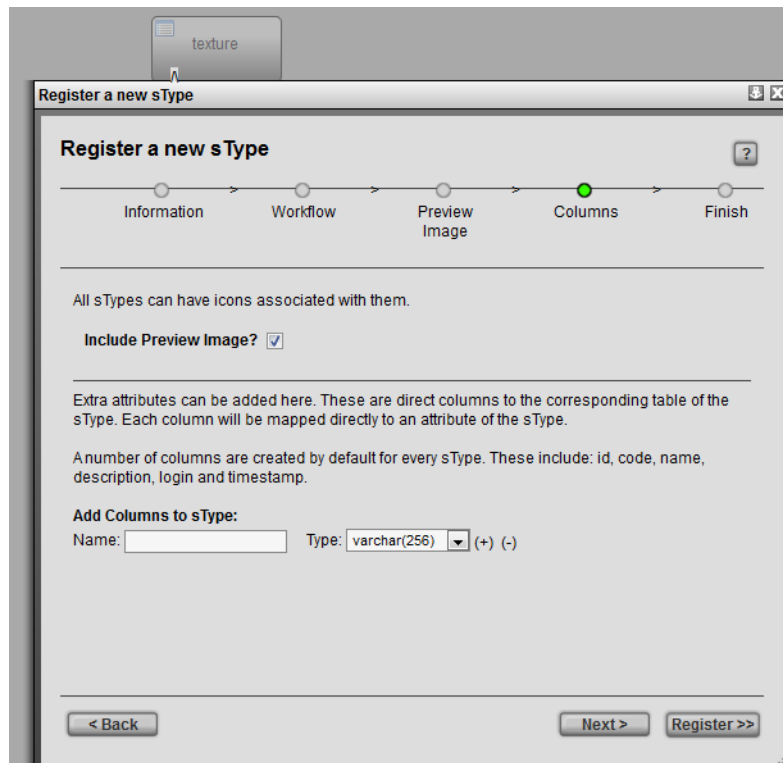 texture
Register a new sType
Register a new sType
?
> > > >
Information Workflow Preview Columns Finish
Image
All sTypes can have icons associated with them.
Include Preview Image?
Extra attributes can be added here. These are direct columns to the corresponding table of the
sType. Each column will be mapped directly to an attribute of the sType.
A number of columns are created by default for every sType. These include: id, code, name,
description, login and timestamp.
Add Columns to sType:
Name: Type: varchar(256) (+) (-)
< Back Next > Register >>